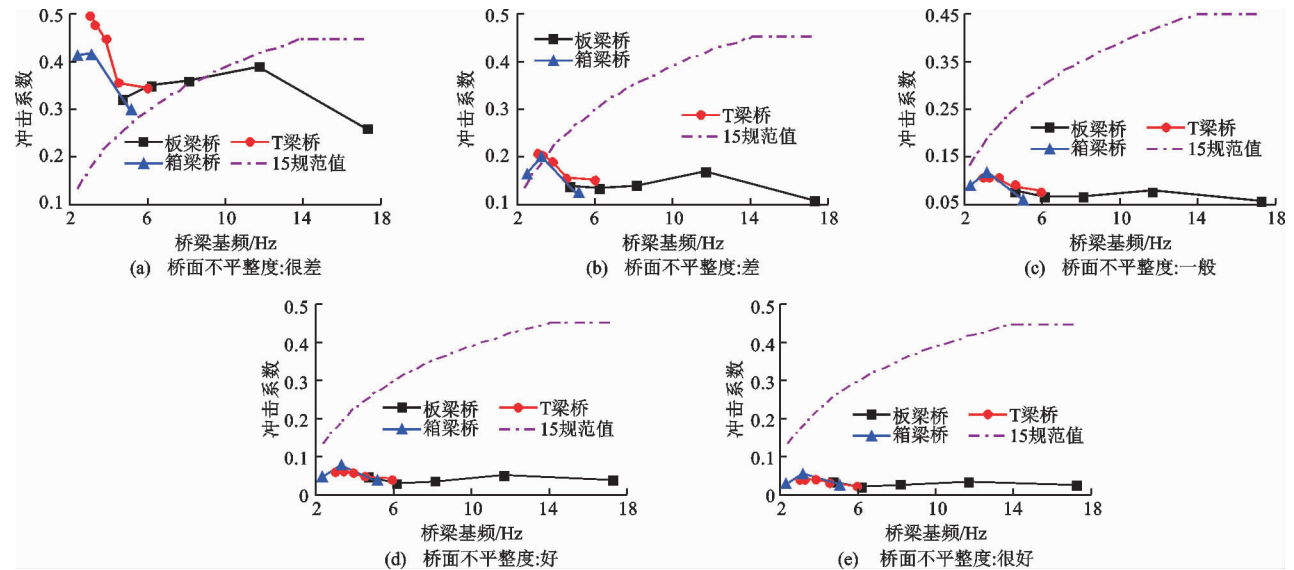 冲击系数
0.5
0.4
0.3
0.2
0.1
板梁桥 T梁桥
箱梁桥 15规范值
2 6 10 14 18
桥梁基频/Hz
(a) 桥面不平整度:很差
冲击系数
0.5
0.4
0.3
0.2
0.1
板梁桥
箱梁桥
T梁桥
15规范值
2 6 10 14 18
桥梁基频/Hz
(b) 桥面不平整度:差
冲击系数
0.45
0.35
0.25
0.15
0.05
板梁桥 T梁桥
箱梁桥 15规范值
2 6 10 14 18
桥梁基频/Hz
(c) 桥面不平整度:一般
冲击系数
0.5
0.4
0.3
0.2
0.1
0
板梁桥 T梁桥
箱梁桥 15规范值
2 6 10 14 18
桥梁基频/Hz
(d) 桥面不平整度:好
冲击系数
0.5
0.4
0.3
0.2
0.1
0
板梁桥 T梁桥
箱梁桥 15规范值
2 6 10 14 18
桥梁基频/Hz
(e) 桥面不平整度:很好